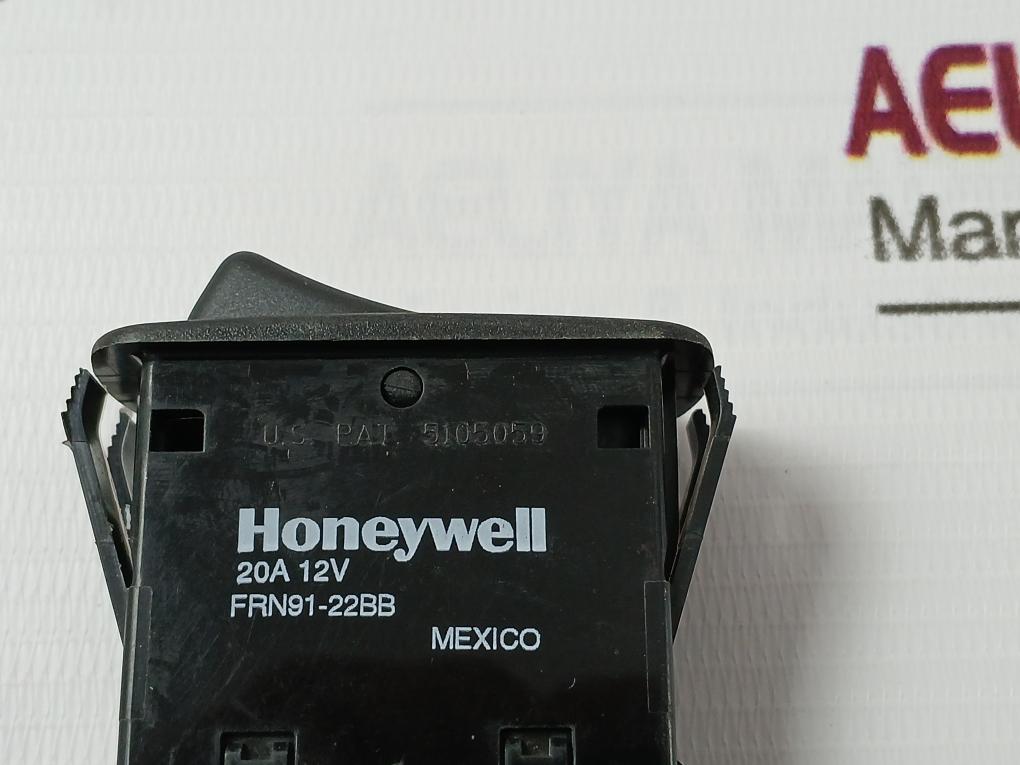 AEU
Mar
U.S. PAT. 5105059
Honeywell
20A 12V
FRN91-22BB
MEXICO